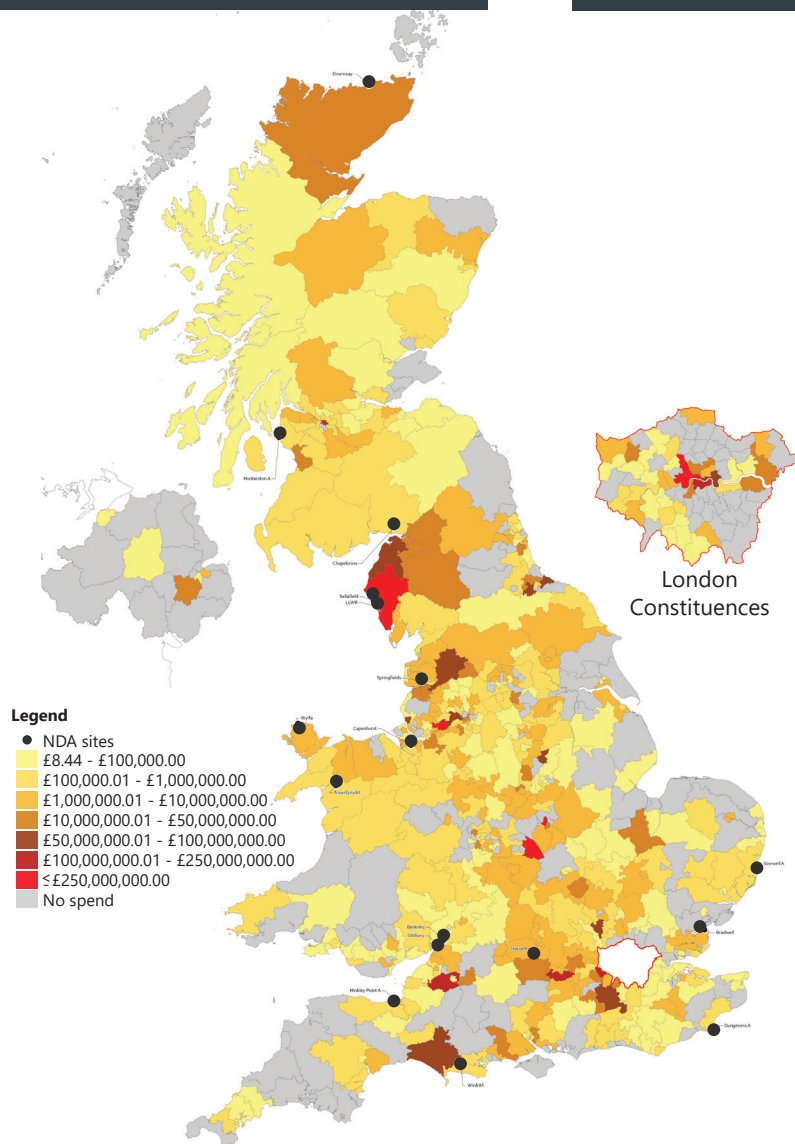 Dounreay
Hunterston A
Chapelcross
Sellafield
LLWR
London
Constituences
Springfields
Legend
NDA sites
£8.44 - £100,000.00
£100,000.01 - £1,000,000.00
£1,000,000.01 - £10,000,000.00
£10,000,000.01 - £50,000,000.00
£50,000,000.01 - £100,000,000.00
£100,000,000.01 - £250,000,000.00
≤£250,000,000.00
No spend
Wylfa
Capenhurst
Trawsfynydd
Sizewell A
Berkeley
Oldbury
Bradwell
Harwell
Hinkley Point A
Dungeness A
Winfrith